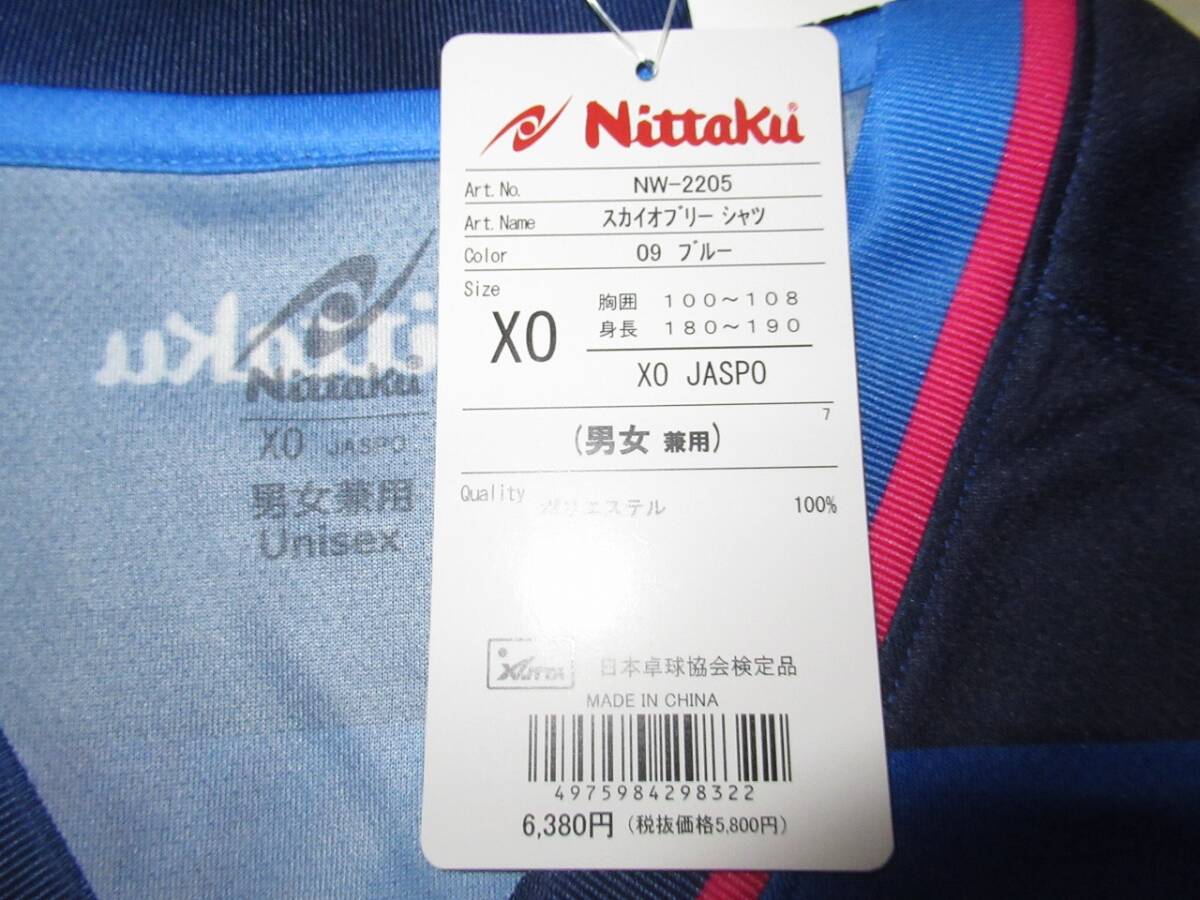 Nittaku®
Art.No. NW-2205
Art.Name スカイオブリー シャツ
Color 09 ブルー
Size
XO
胸囲 100～108
身長 180～190
XO JASPO
7
(男女 兼用)
Quality ポリエステル 100%
JTTA
日本卓球協会検定品
MADE IN CHINA
4975984298322
6,380円 (税抜価格5,800円)
Nittaku
XO JASPO
男女兼用
Unisex